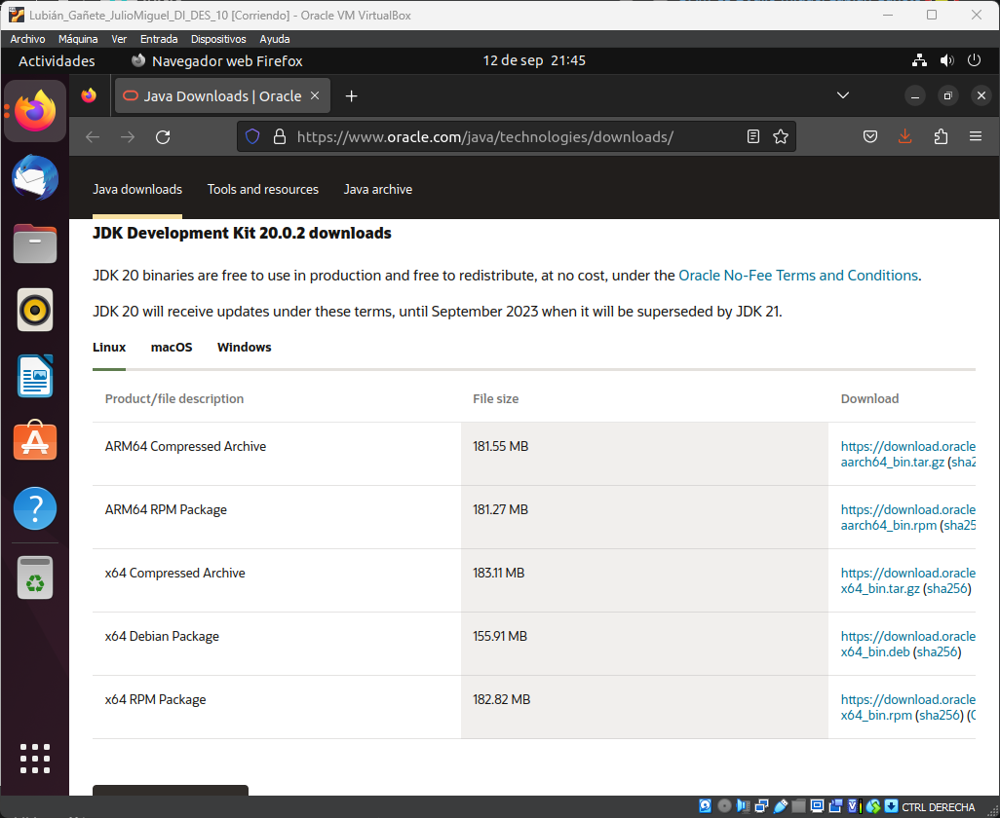 Lubián_Gañete_JulioMiguel_DI_DES_10 [Corriendo] - Oracle VM VirtualBox
Archivo Máquina Ver Entrada Dispositivos Ayuda
Actividades Navegador web Firefox 12 de sep 21:45
Java Downloads | Oracle
https://www.oracle.com/java/technologies/downloads/
Java downloads Tools and resources Java archive
JDK Development Kit 20.0.2 downloads
JDK 20 binaries are free to use in production and free to redistribute, at no cost, under the Oracle No-Fee Terms and Conditions.
JDK 20 will receive updates under these terms, until September 2023 when it will be superseded by JDK 21.
Linux macOS Windows
Product/file description File size Download
ARM64 Compressed Archive 181.55 MB https://download.oracle
aarch64_bin.tar.gz (sha2
ARM64 RPM Package 181.27 MB https://download.oracle
aarch64_bin.rpm (sha25
x64 Compressed Archive 183.11 MB https://download.oracle
x64_bin.tar.gz (sha256)
x64 Debian Package 155.91 MB https://download.oracle
x64_bin.deb (sha256)
x64 RPM Package 182.82 MB https://download.oracle
x64_bin.rpm (sha256) (
CTRL DERECHA